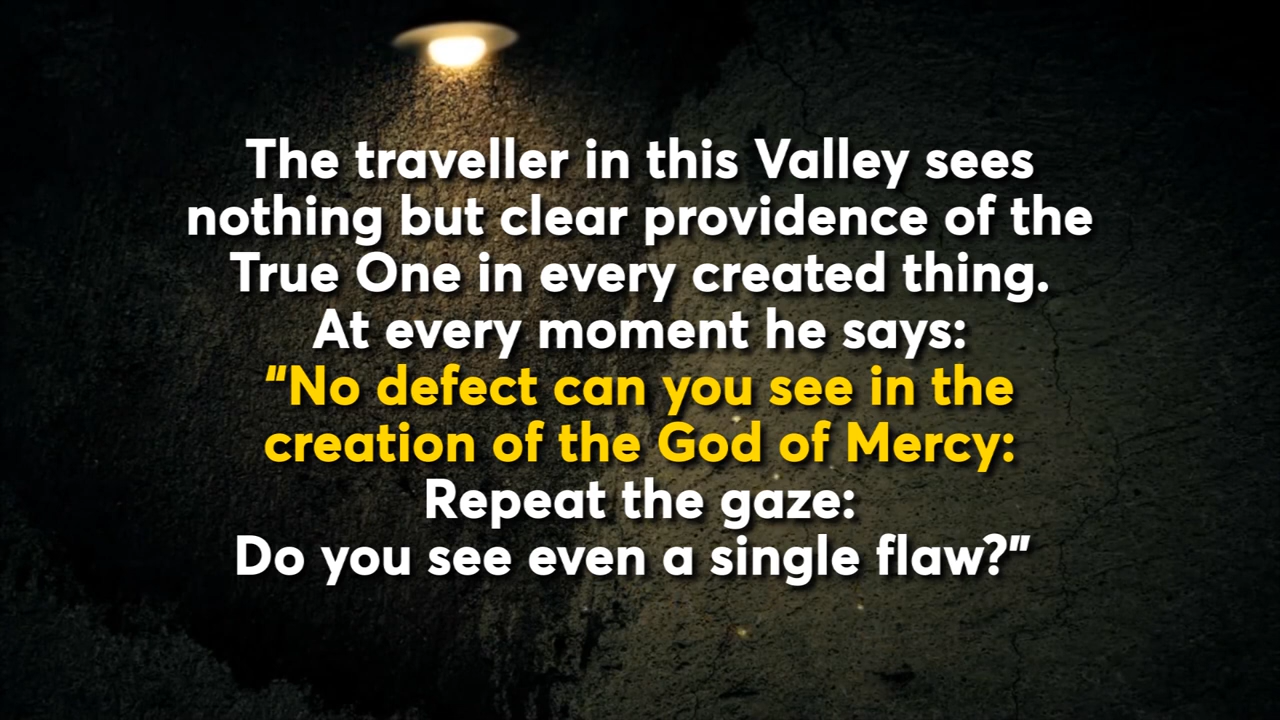 The traveller in this Valley sees
nothing but clear providence of the
True One in every created thing.
At every moment he says:
“No defect can you see in the
creation of the God of Mercy:
Repeat the gaze:
Do you see even a single flaw?”